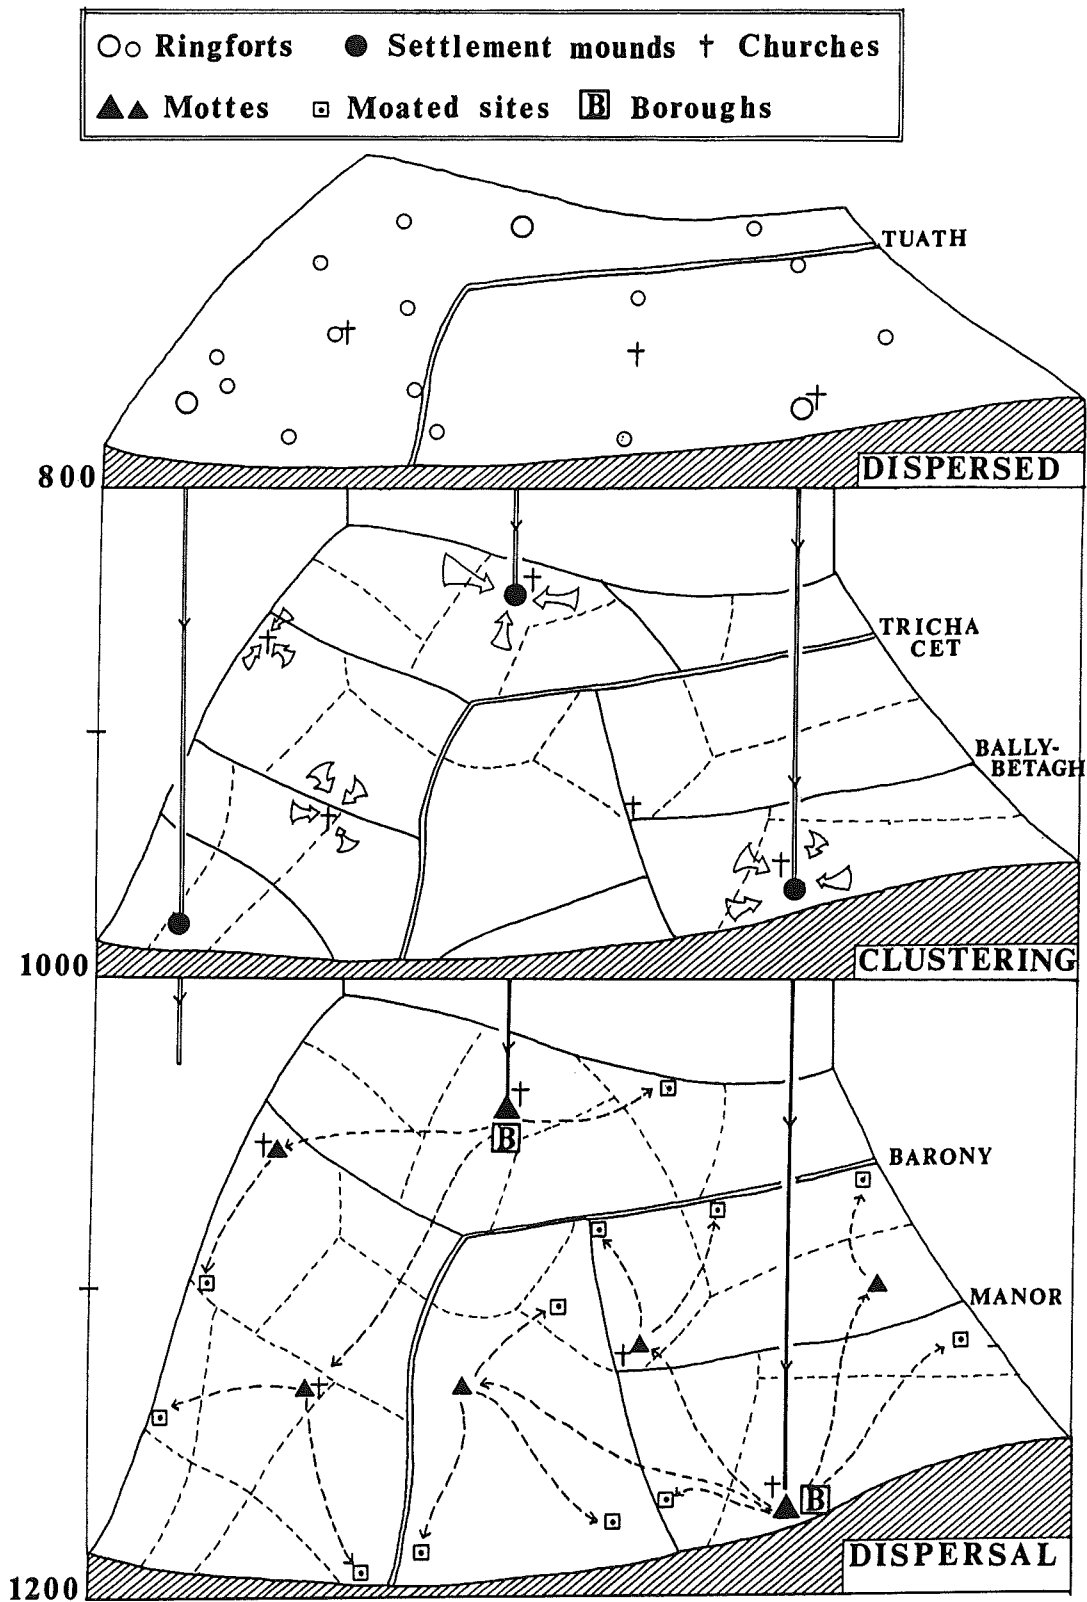 Ringforts Settlement mounds Churches
Mottes Moated sites B Boroughs
TUATH
800
DISPERSED
TRICHA
CET
BALLY-
BETAGH
1000
CLUSTERING
B
BARONY
MANOR
B
DISPERSAL
1200